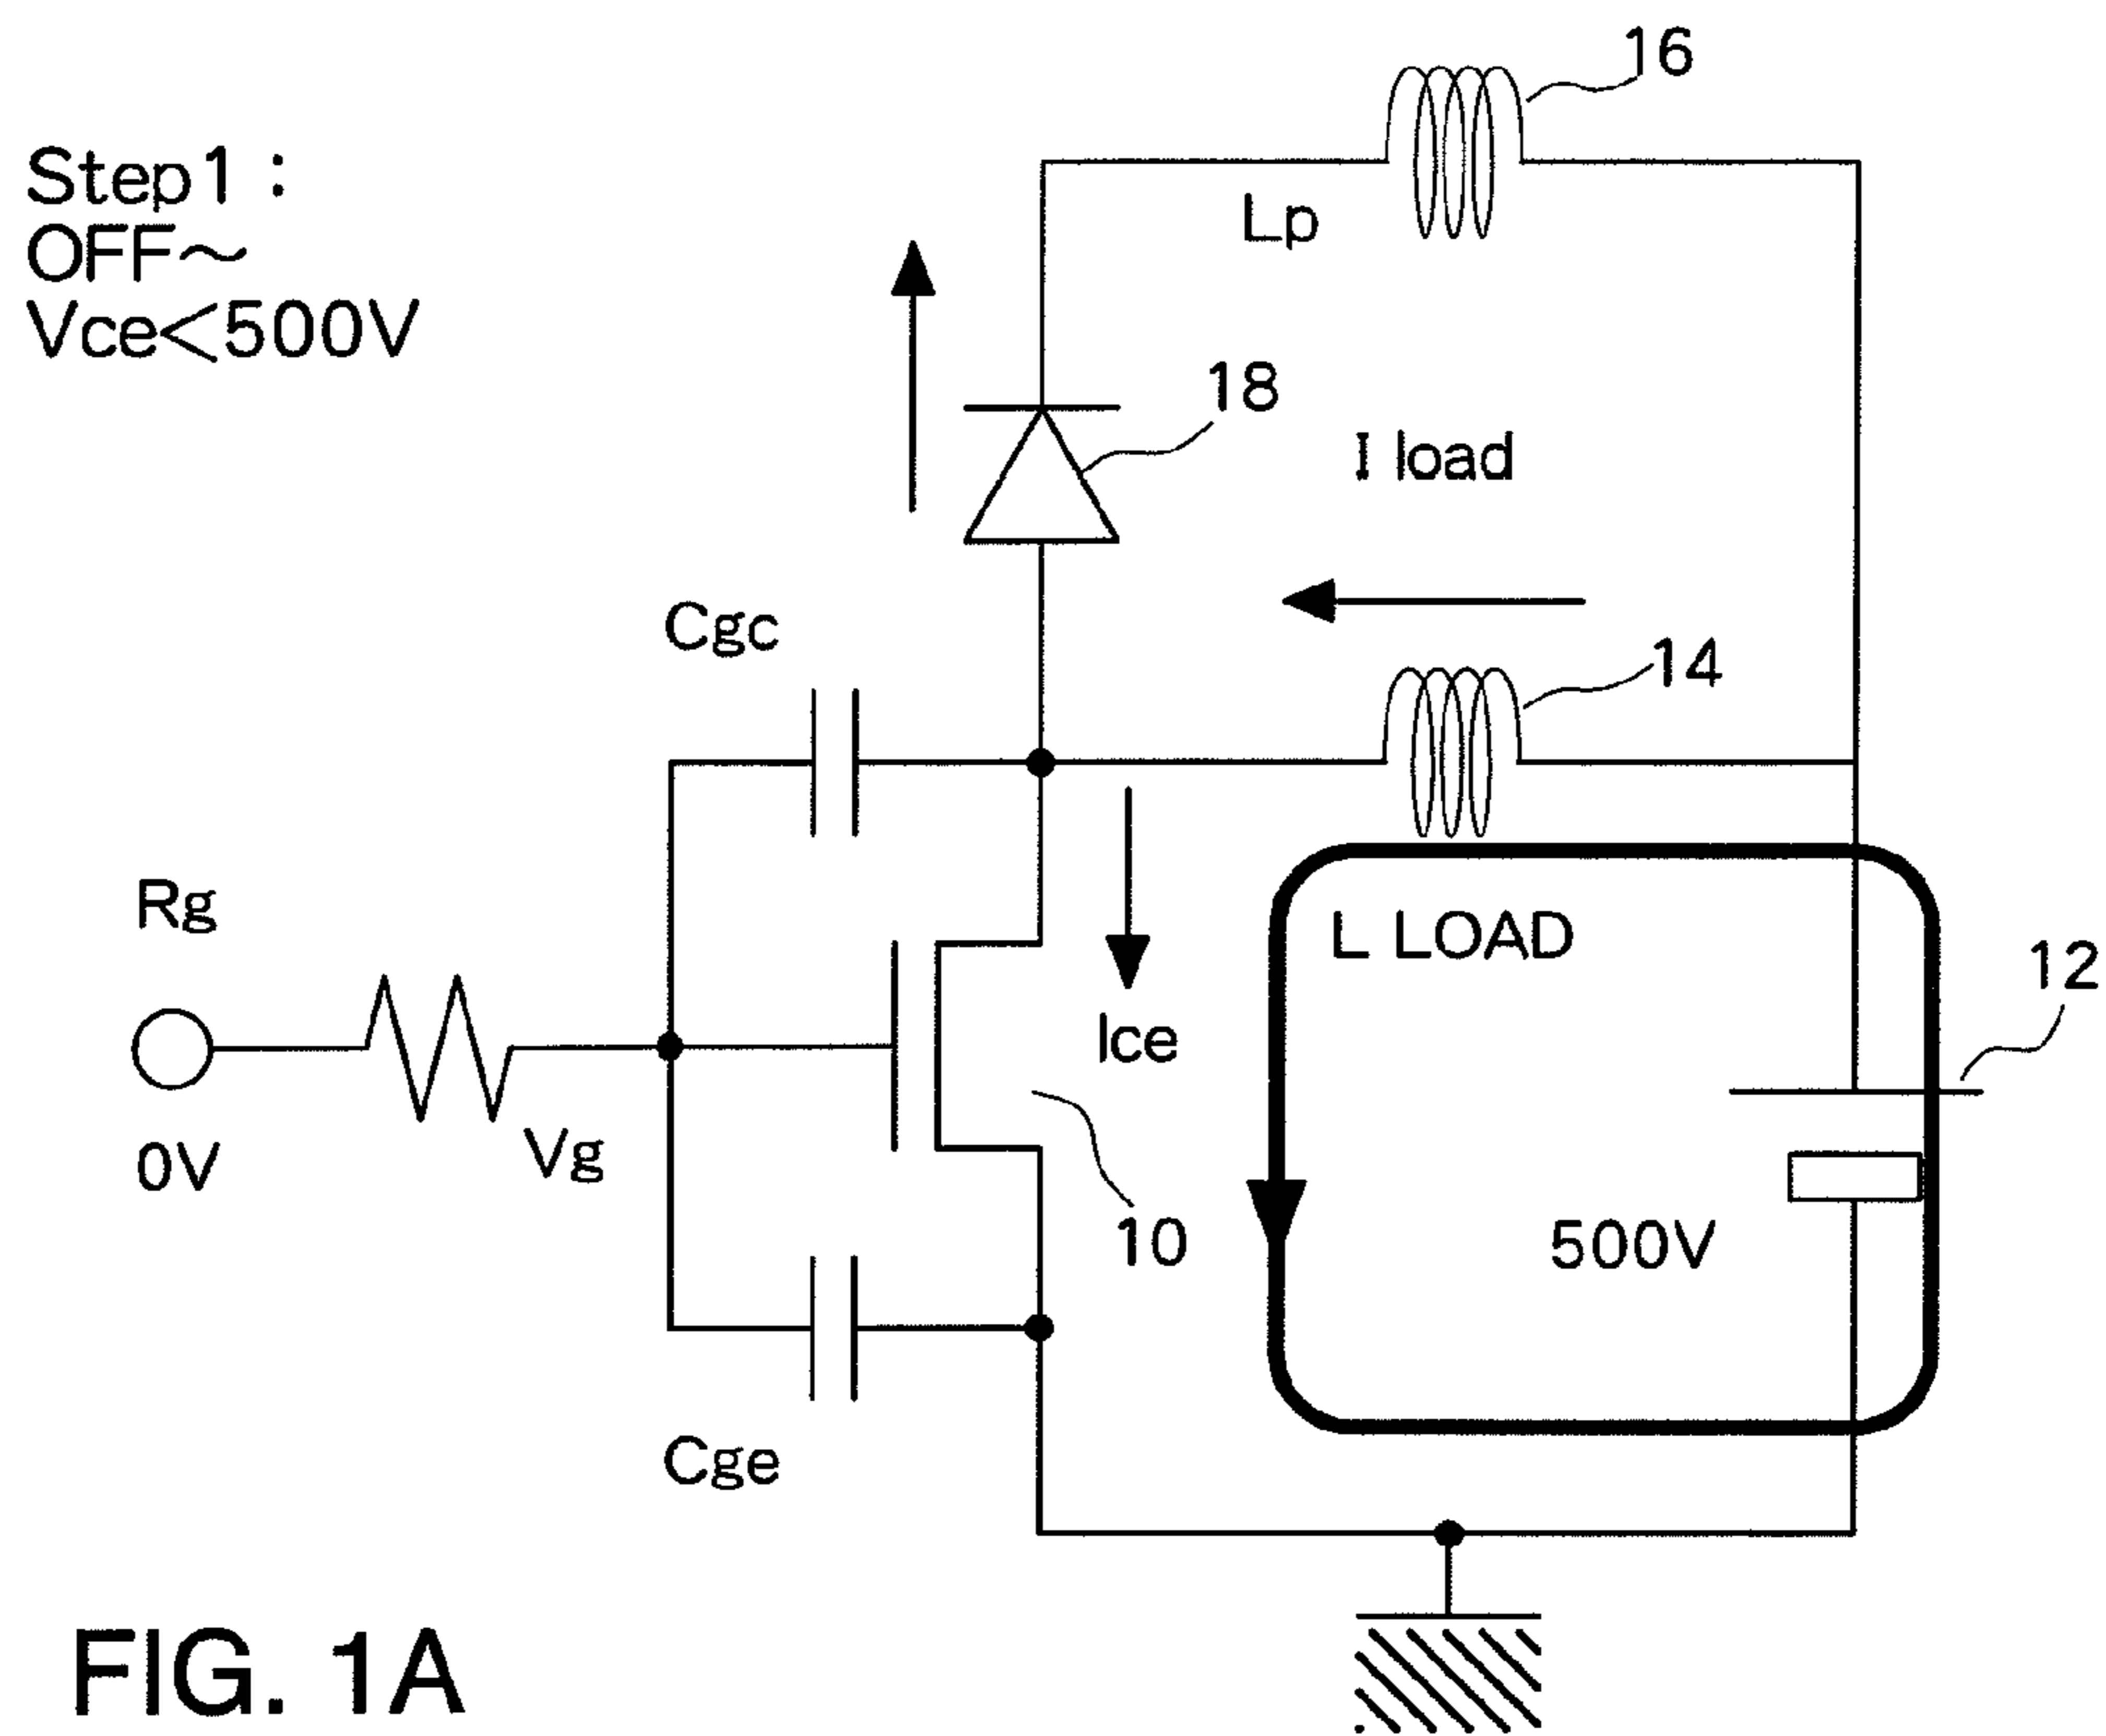 16
Step1 :
OFF~
Vce<500V
Lp
18
I load
Cgc
14
Rg
L LOAD
12
Ice
0V
Vg
10
500V
Cge
FIG. 1A